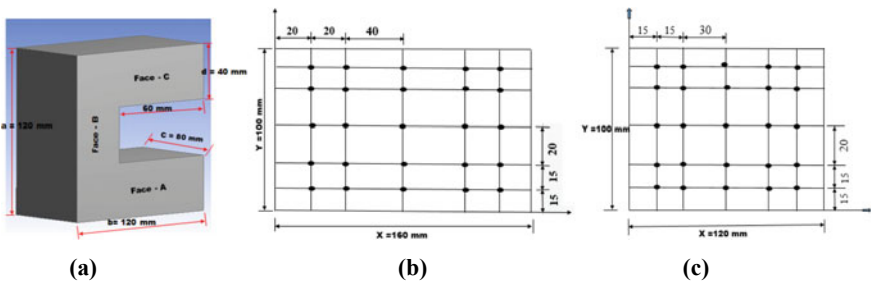 Face - C
d = 40 mm
60 mm
a = 120 mm
Face - B
C = 80 mm
Face - A
b= 120 mm
(a)
20
20
40
Y =100 mm
20
15
15
X =160 mm
(b)
15
15
30
Y =100 mm
20
15
15
X =120 mm
(c)